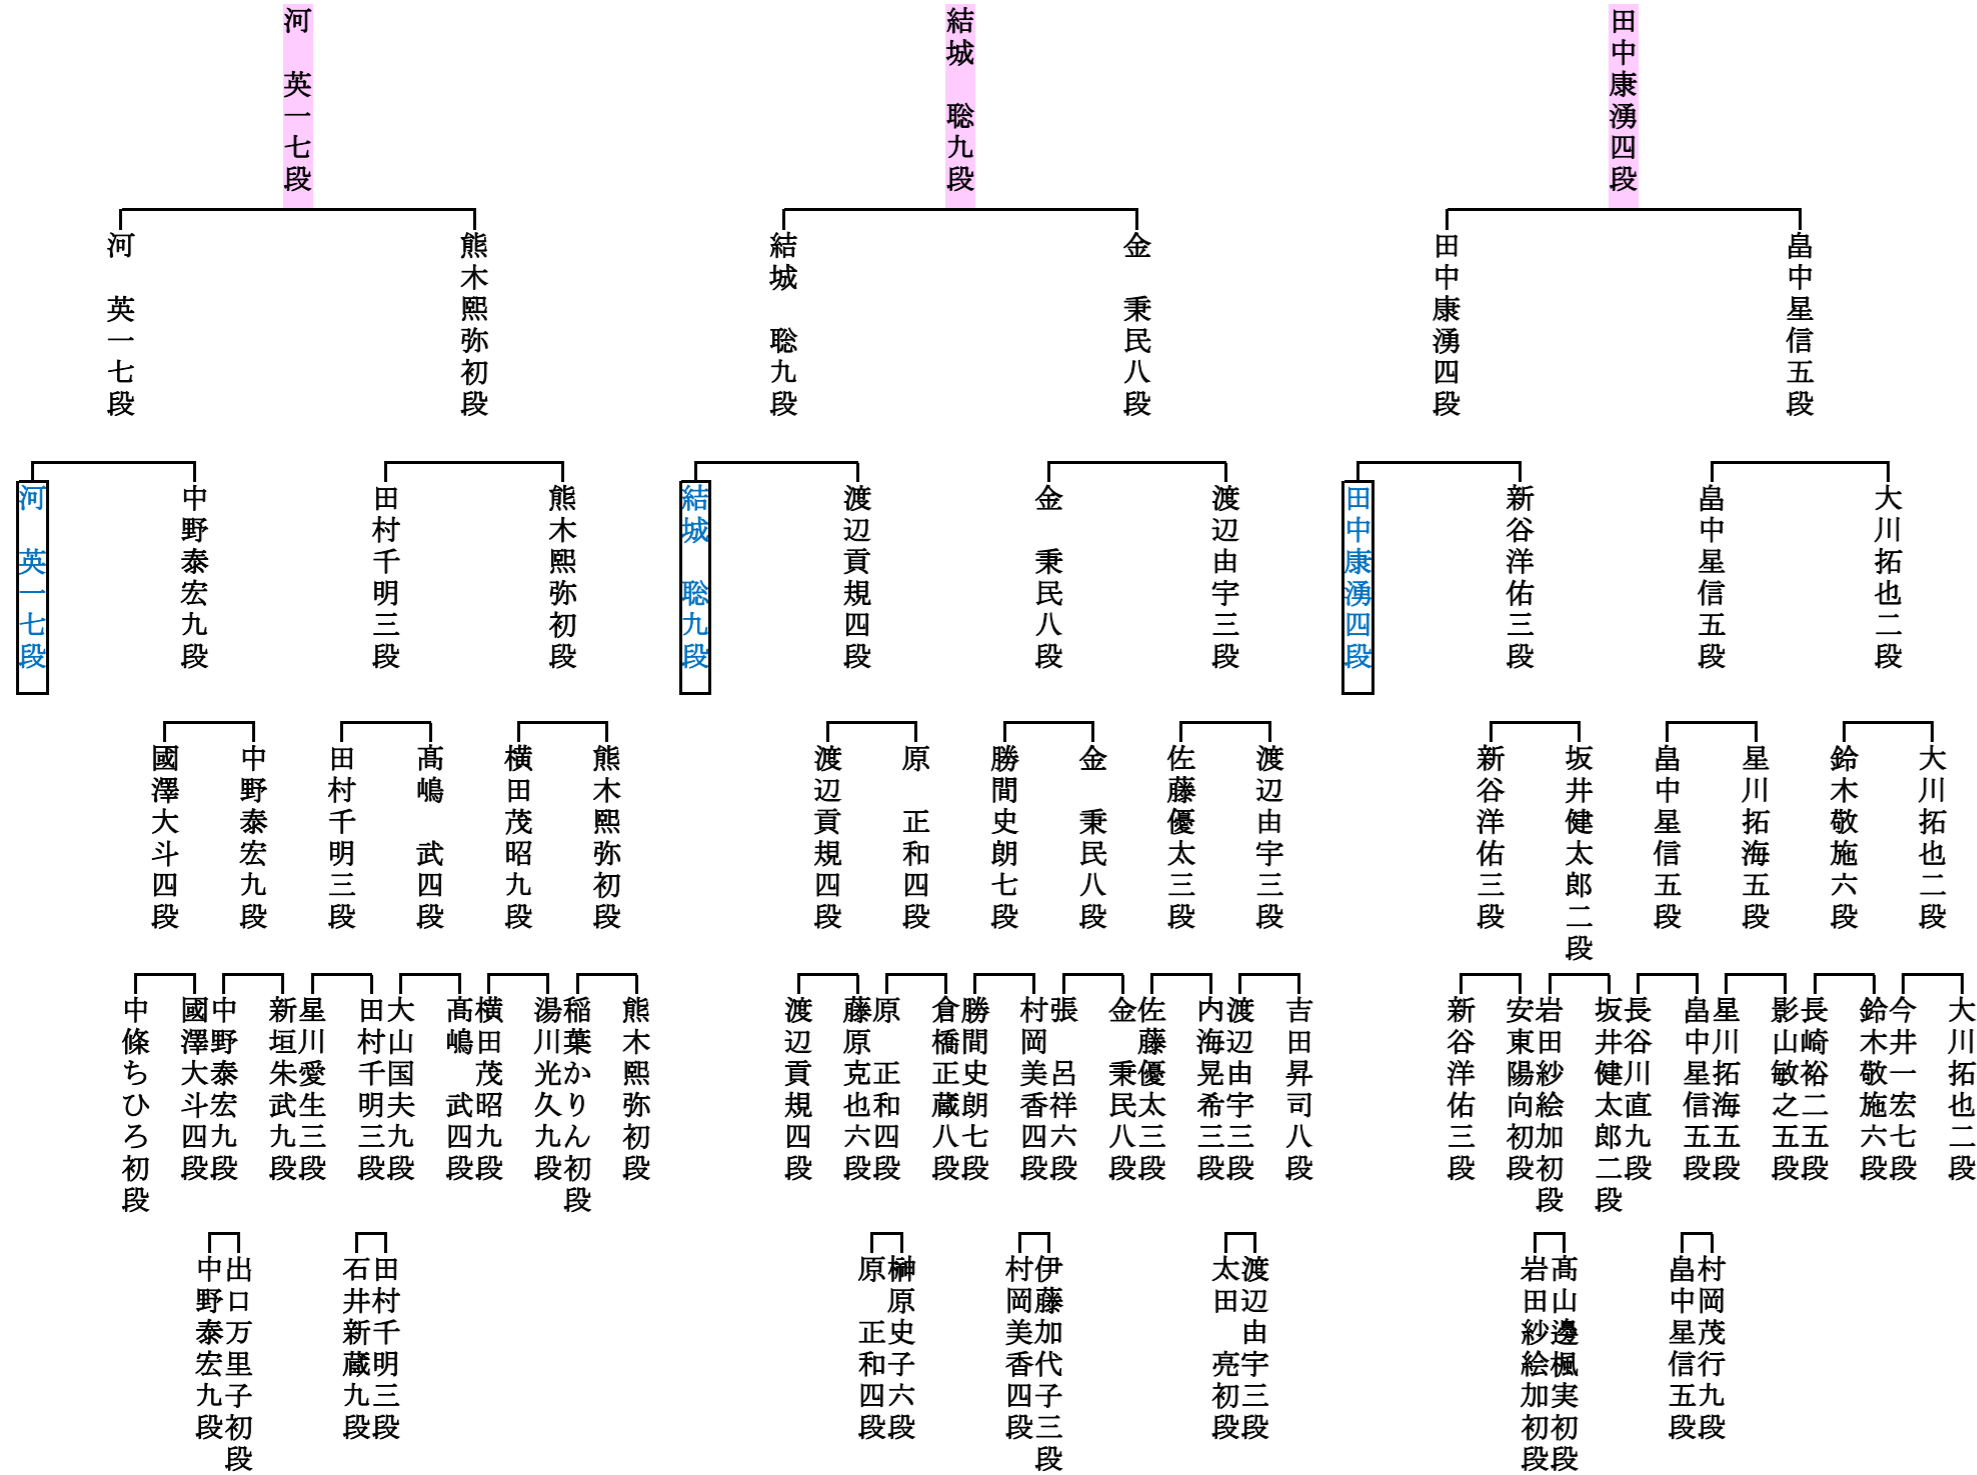 河　英一七段
結城　聡九段
田中康湧四段
河　英一七段
熊木熙弥初段
結城　聡九段
金　秉民八段
田中康湧四段
畠中星信五段
河　英一七段
中野泰宏九段
田村千明三段
熊木熙弥初段
結城　聡九段
渡辺貢規四段
金　秉民八段
渡辺由宇三段
田中康湧四段
新谷洋佑三段
畠中星信五段
大川拓也二段
國澤大斗四段
中野泰宏九段
田村千明三段
髙嶋　武四段
横田茂昭九段
熊木熙弥初段
渡辺貢規四段
原　正和四段
勝間史朗七段
金　秉民八段
佐藤優太三段
渡辺由宇三段
新谷洋佑三段
坂井健太郎二段
畠中星信五段
星川拓海五段
鈴木敬施六段
大川拓也二段
中條ちひろ初段
國澤大斗四段
中野泰宏九段
新垣朱武九段
星川愛生三段
田村千明三段
大山国夫九段
髙嶋　武四段
横田茂昭九段
湯川光久九段
稲葉かりん初段
熊木熙弥初段
渡辺貢規四段
藤原克也六段
原　正和四段
倉橋正蔵八段
勝間史朗七段
村岡美香四段
張　呂祥六段
金　秉民八段
佐藤優太三段
内海晃希三段
渡辺由宇三段
吉田昇司八段
新谷洋佑三段
安東陽向初段
岩田紗絵加初段
坂井健太郎二段
長谷川直九段
畠中星信五段
星川拓海五段
影山敏之五段
長崎裕二五段
鈴木敬施六段
今井一宏七段
大川拓也二段
中野泰宏九段
出口万里子初段
石井新蔵九段
田村千明三段
原　正和四段
榊原史子六段
村岡美香四段
伊藤加代子三段
太田　亮初段
渡辺由宇三段
岩田紗絵加初段
髙山邊楓実初段
畠中星信五段
村岡茂行九段